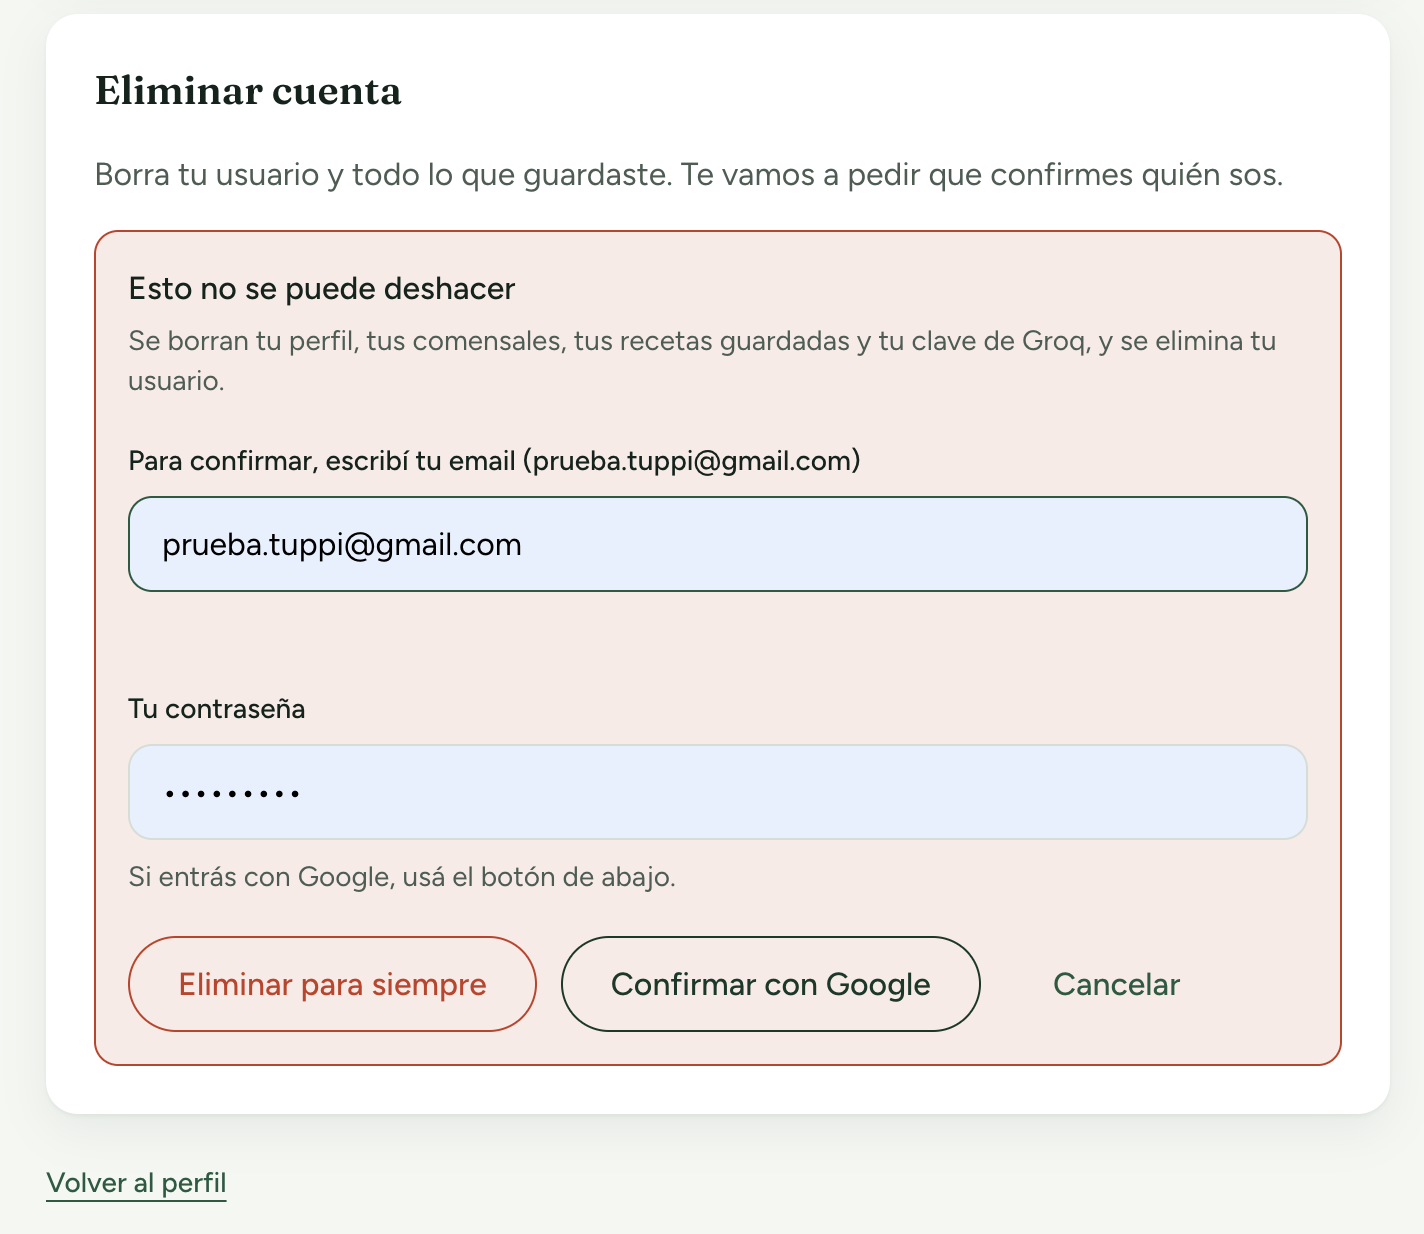 Eliminar cuenta
Borra tu usuario y todo lo que guardaste. Te vamos a pedir que confirmes quién sos.
Esto no se puede deshacer
Se borran tu perfil, tus comensales, tus recetas guardadas y tu clave de Groq, y se elimina tu
usuario.
Para confirmar, escribí tu email (prueba.tuppi@gmail.com)
prueba.tuppi@gmail.com
Tu contraseña
•••••••••
Si entrás con Google, usá el botón de abajo.
Eliminar para siempre
Confirmar con Google
Cancelar
Volver al perfil